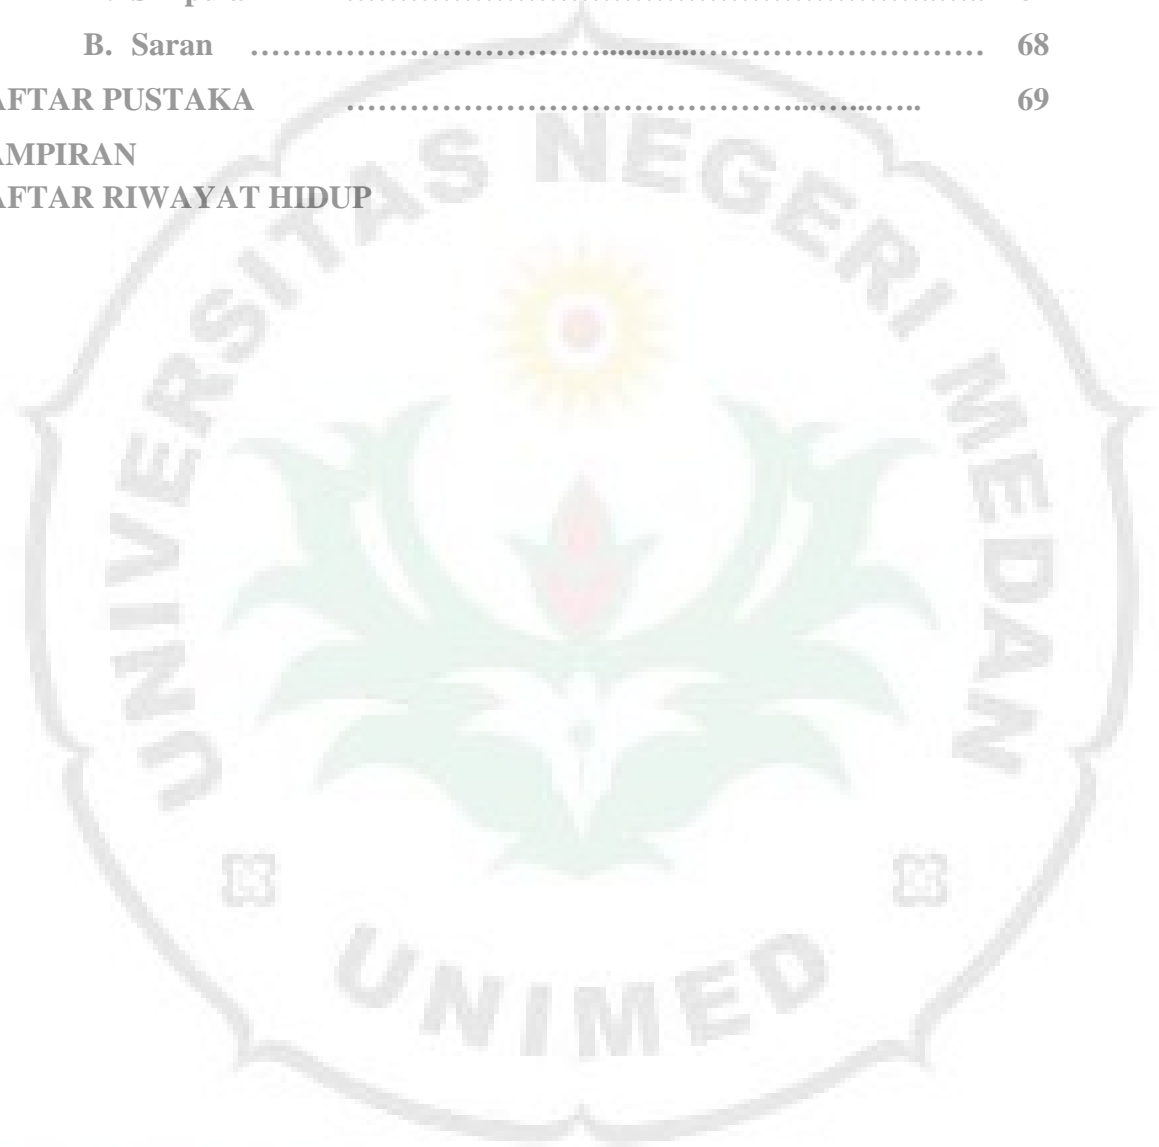 B. Saran ……………………………............………………………… 68
AFTAR PUSTAKA ……………………………………..…...….. 69
AMPIRAN
AFTAR RIWAYAT HIDUP
UNIVERSITAS NEGERI MEDAN
UNIMED